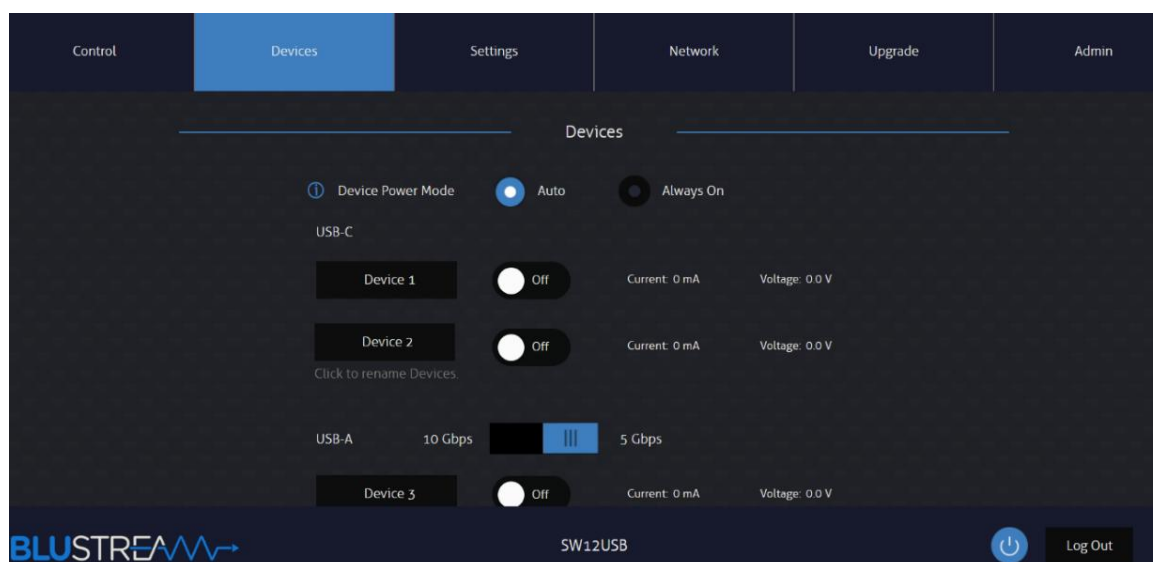 Control Devices Settings Network Upgrade Admin
Devices
Device Power Mode Auto Always On
USB-C
Device 1 Off Current: 0 mA Voltage: 0.0 V
Device 2 Off Current: 0 mA Voltage: 0.0 V
Click to rename Devices.
USB-A 10 Gbps 5 Gbps
Device 3 Off Current: 0 mA Voltage: 0.0 V
BLUSTREAM SW12USB Log Out